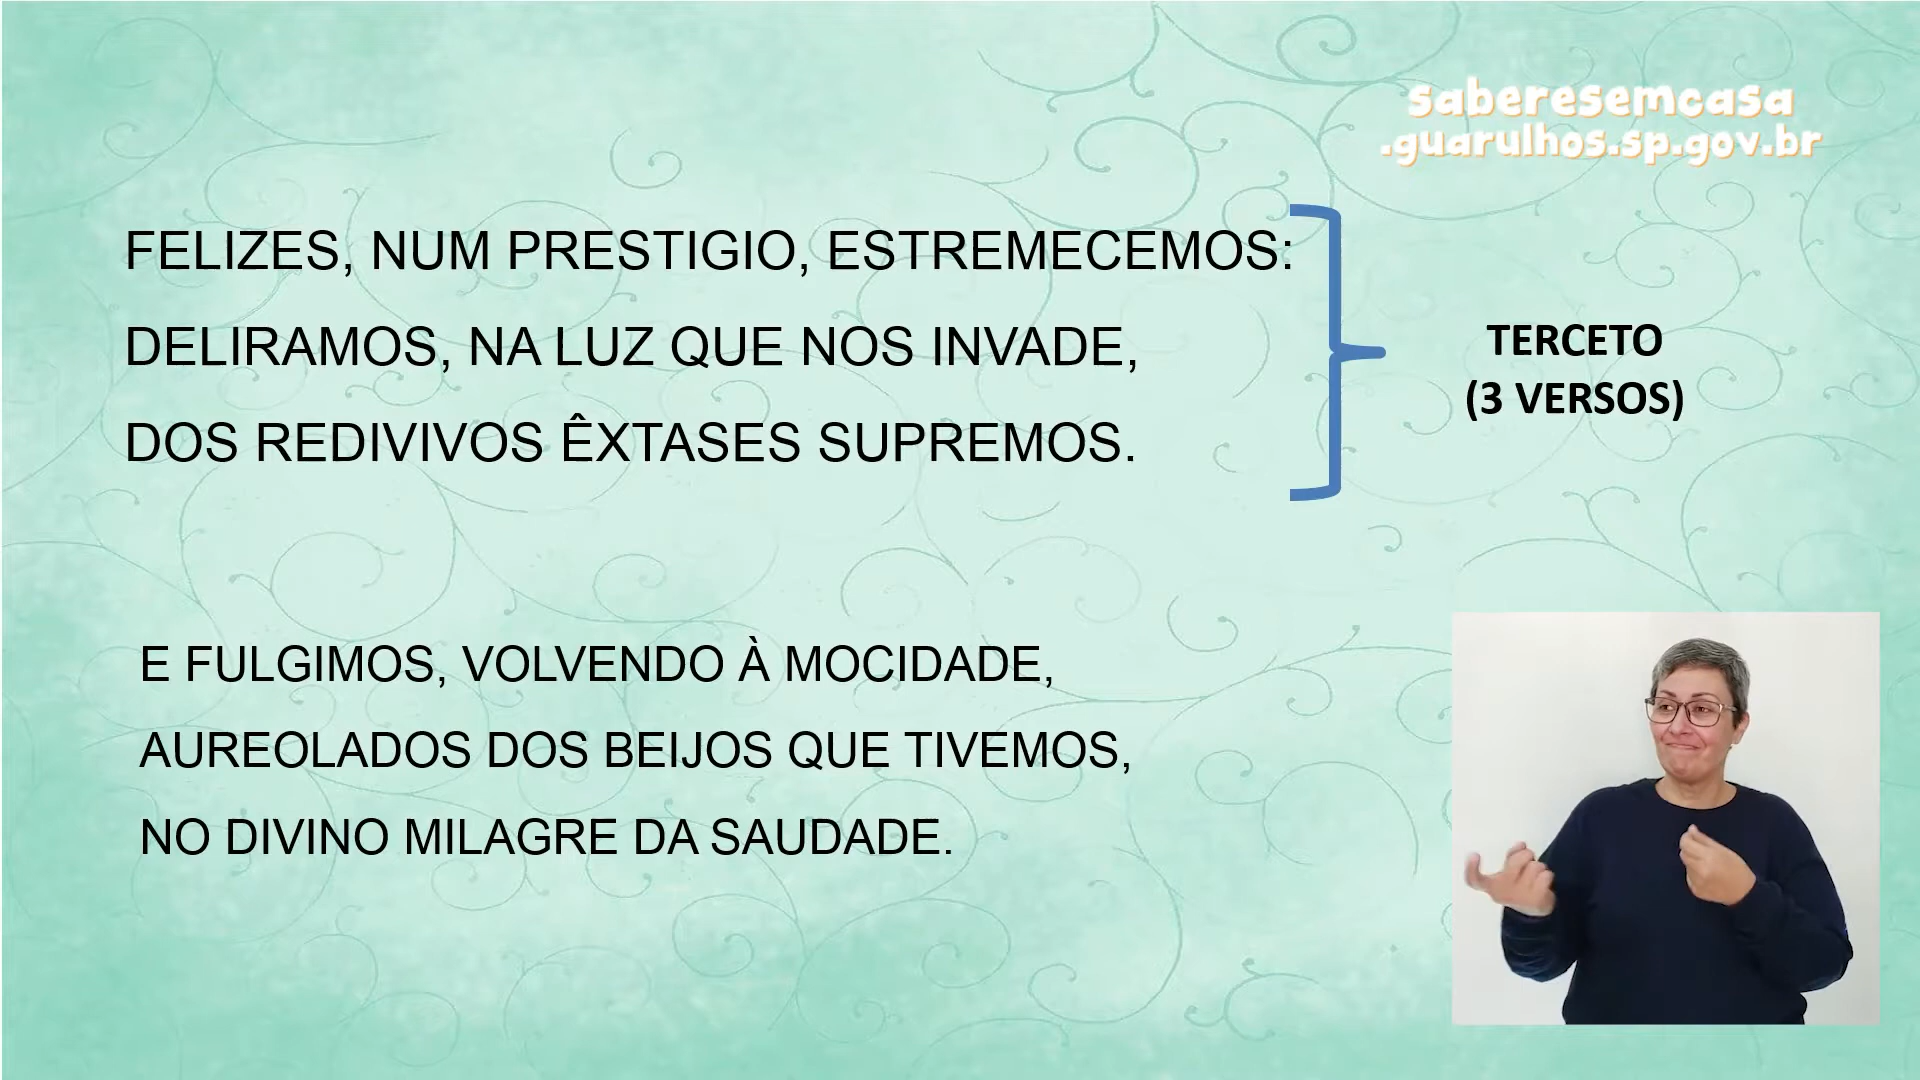 saberesemcasa
.guarulhos.sp.gov.br
FELIZES, NUM PRESTIGIO, ESTREMECEMOS:
DELIRAMOS, NA LUZ QUE NOS INVADE,
DOS REDIVIVOS ÊXTASES SUPREMOS.
TERCETO
(3 VERSOS)
E FULGIMOS, VOLVENDO À MOCIDADE,
AUREOLADOS DOS BEIJOS QUE TIVEMOS,
NO DIVINO MILAGRE DA SAUDADE.